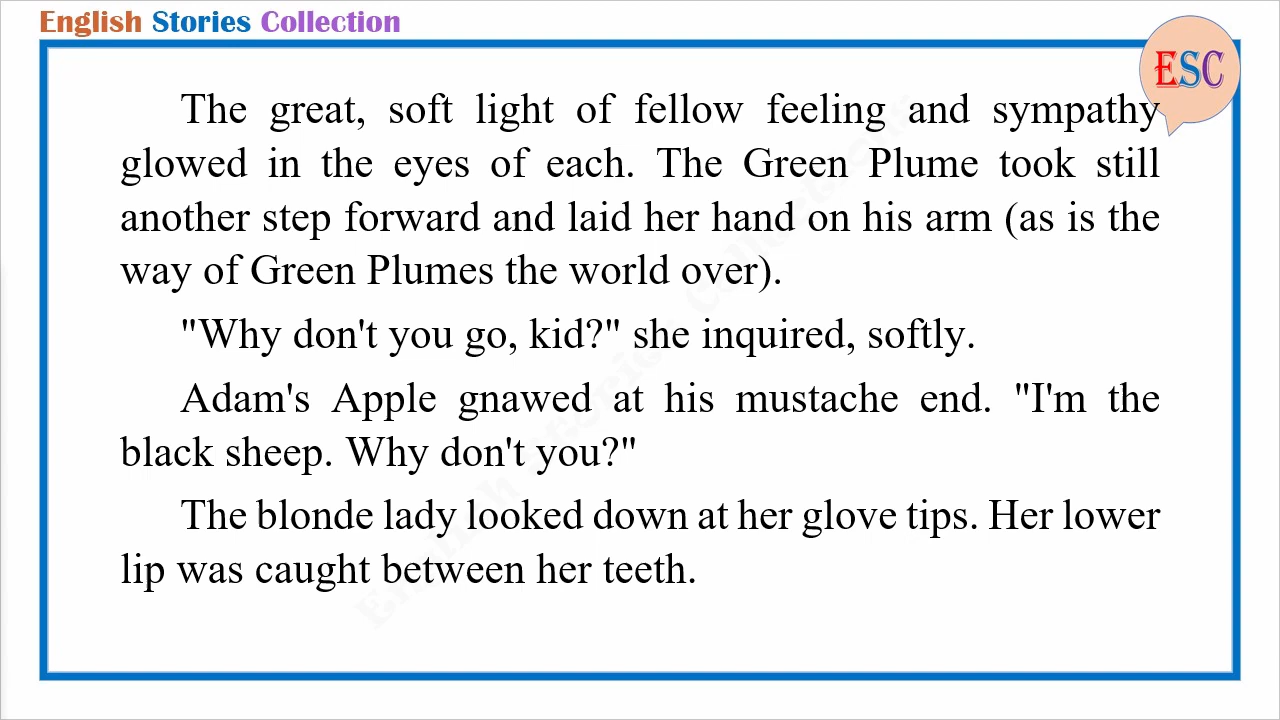 English Stories Collection
ESC
The great, soft light of fellow feeling and sympathy
glowed in the eyes of each. The Green Plume took still
another step forward and laid her hand on his arm (as is the
way of Green Plumes the world over).
"Why don't you go, kid?" she inquired, softly.
Adam's Apple gnawed at his mustache end. "I'm the
black sheep. Why don't you?"
The blonde lady looked down at her glove tips. Her lower
lip was caught between her teeth.
English Stories Collection